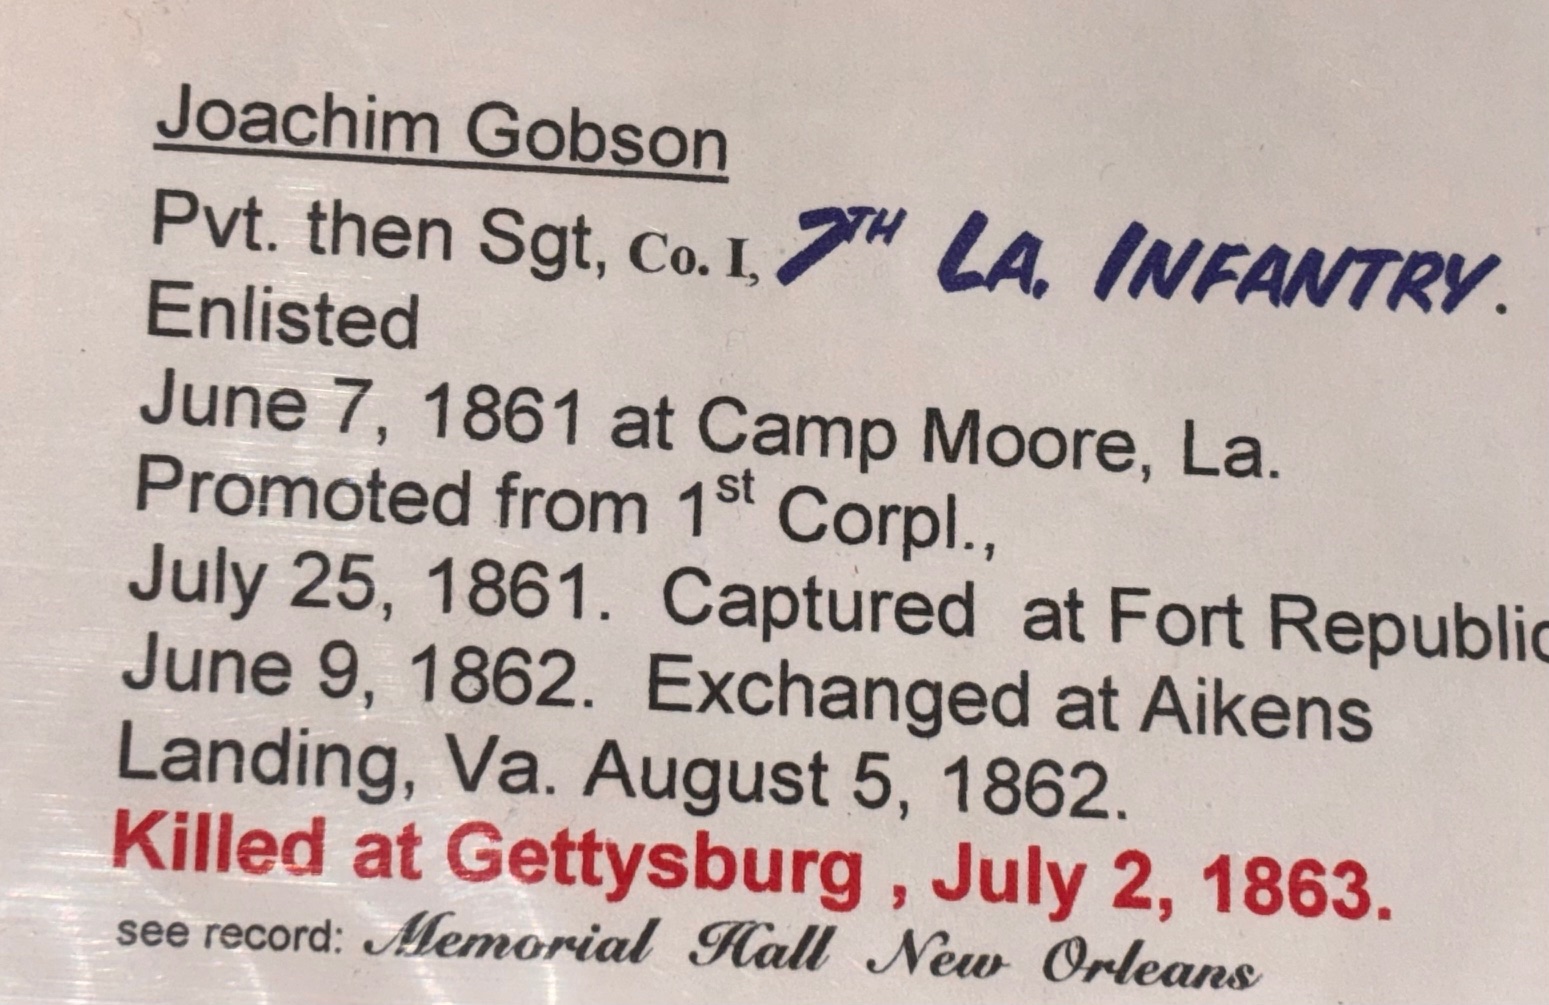 Joachim Gobson
Pvt. then Sgt, Co. I, 7TH LA. INFANTRY.
Enlisted
June 7, 1861 at Camp Moore, La.
Promoted from 1st Corpl.,
July 25, 1861. Captured at Fort Republic
June 9, 1862. Exchanged at Aikens
Landing, Va. August 5, 1862.
Killed at Gettysburg , July 2, 1863.
see record: Memorial Hall New Orleans